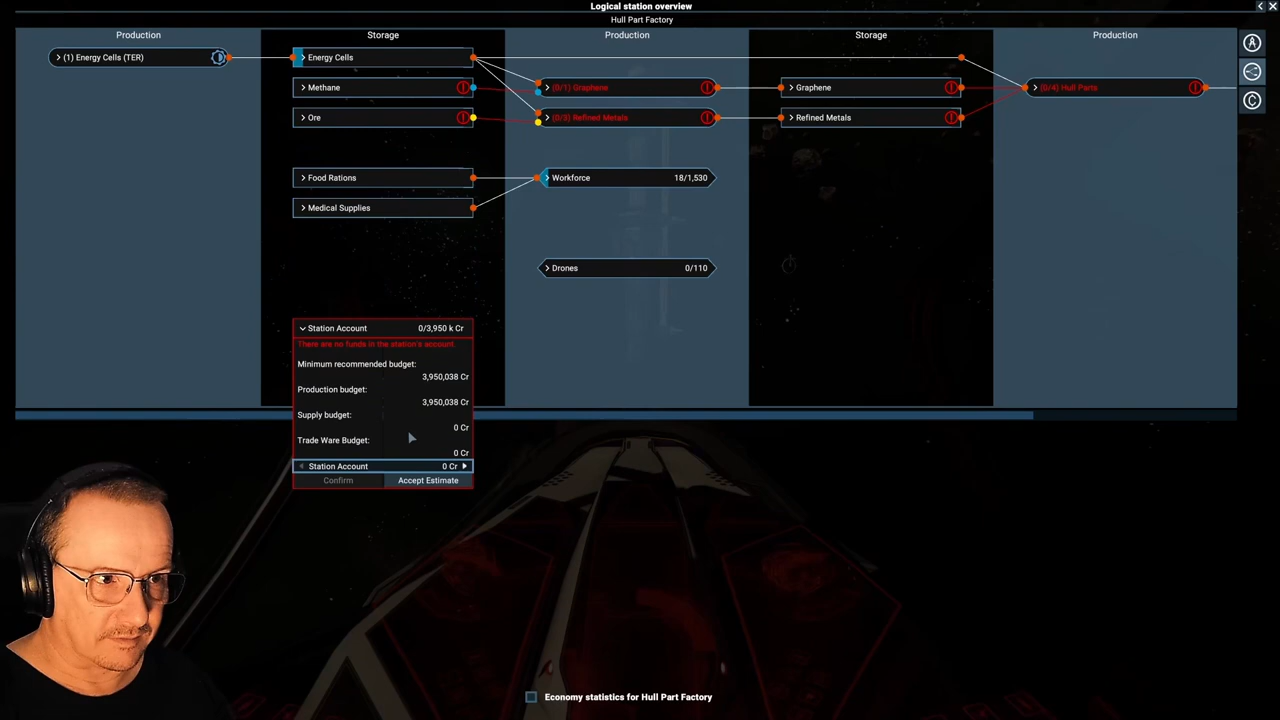 Logical station overview
Hull Part Factory
Production
Storage
Production
Storage
Production
(1) Energy Cells (TER)
Energy Cells
Methane
(0/1) Graphene
Graphene
(0/4) Hull Parts
Ore
(0/3) Refined Metals
Refined Metals
Food Rations
Workforce 18/1,530
Medical Supplies
Drones 0/110
Station Account 0/3,950 k Cr
There are no funds in the station's account.
Minimum recommended budget:
3,950,038 Cr
Production budget:
3,950,038 Cr
Supply budget:
0 Cr
Trade Ware Budget:
0 Cr
Station Account 0 Cr
Confirm Accept Estimate
Economy statistics for Hull Part Factory